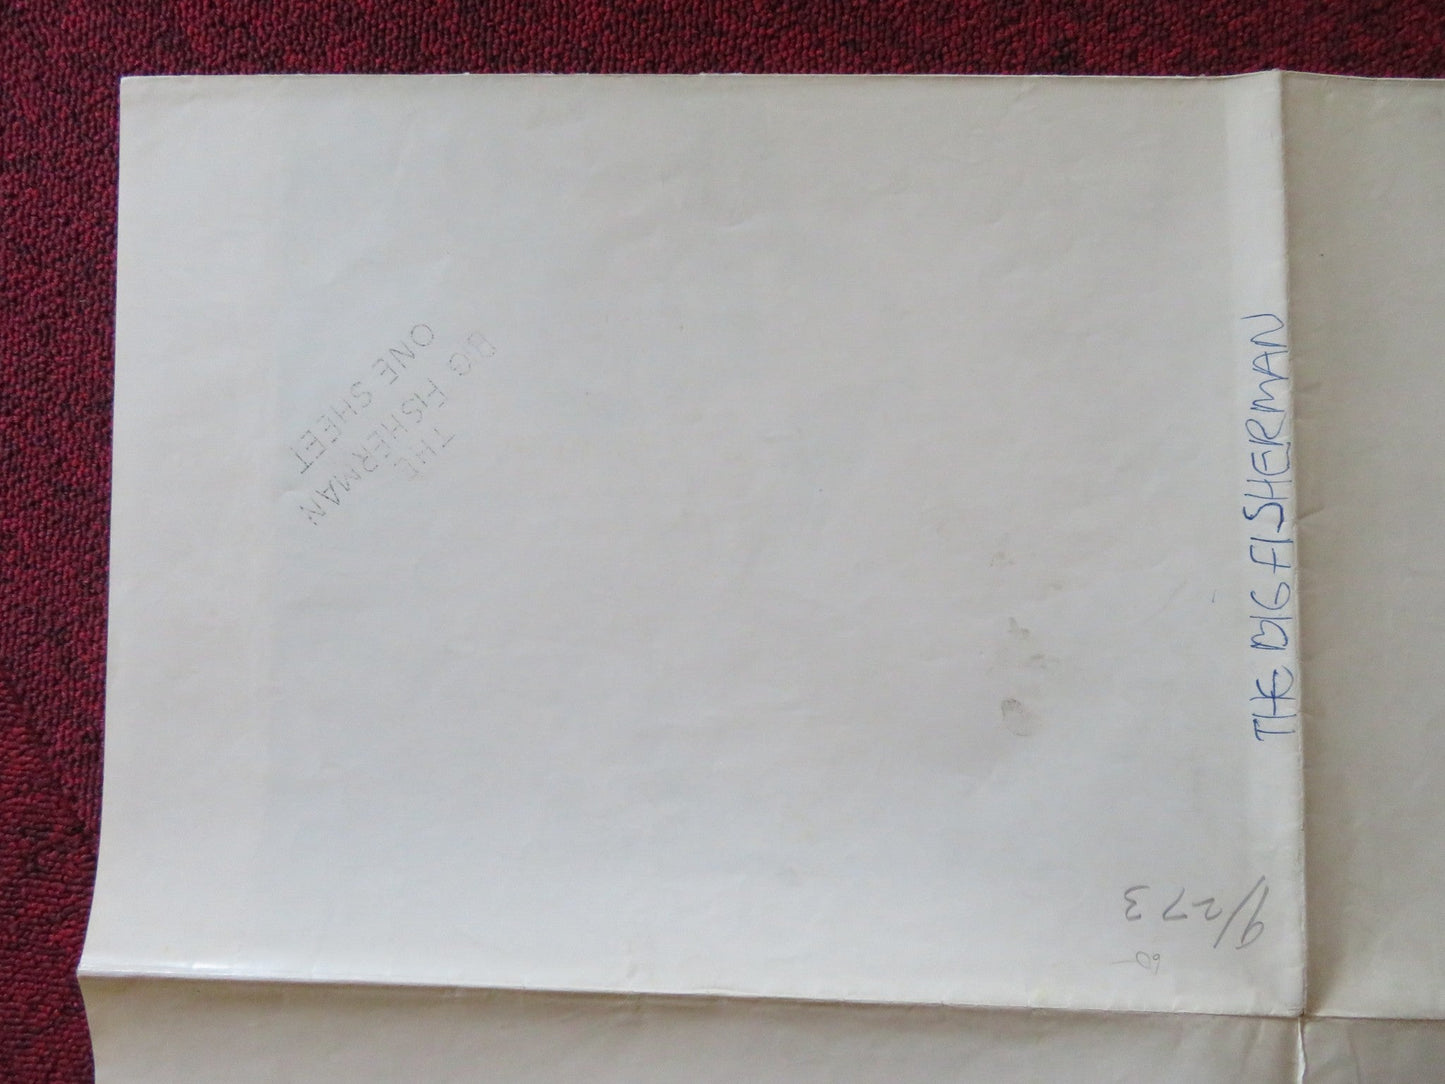 THE
BIG FISHERMAN
ONE SHEET
THE BIG FISHERMAN
9/273